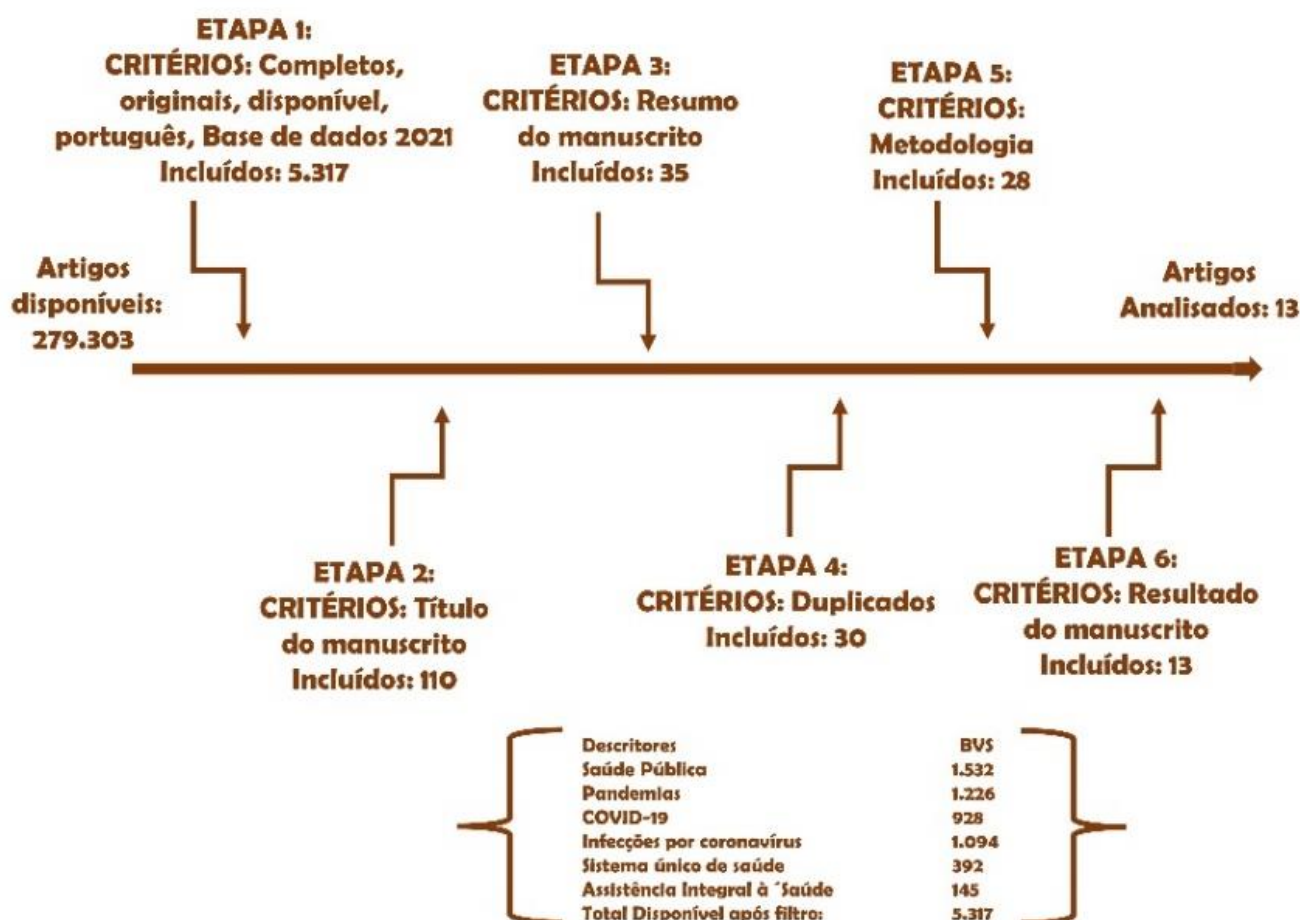 ETAPA 1:
CRITÉRIOS: Completos,
originais, disponível,
português, Base de dados 2021
Incluídos: 5.317
ETAPA 3:
CRITÉRIOS: Resumo
do manuscrito
Incluídos: 35
ETAPA 5:
CRITÉRIOS:
Metodologia
Incluídos: 28
Artigos
disponíveis:
279.303
Artigos
Analisados: 13
ETAPA 2:
CRITÉRIOS: Título
do manuscrito
Incluídos: 110
ETAPA 4:
CRITÉRIOS: Duplicados
Incluídos: 30
ETAPA 6:
CRITÉRIOS: Resultado
do manuscrito
Incluídos: 13
Descritores BVS
Saúde Pública 1.532
Pandemias 1.226
COVID-19 928
Infecções por coronavírus 1.094
Sistema único de saúde 392
Assistência Integral à ´Saúde 145
Total Disponível após filtro: 5.317